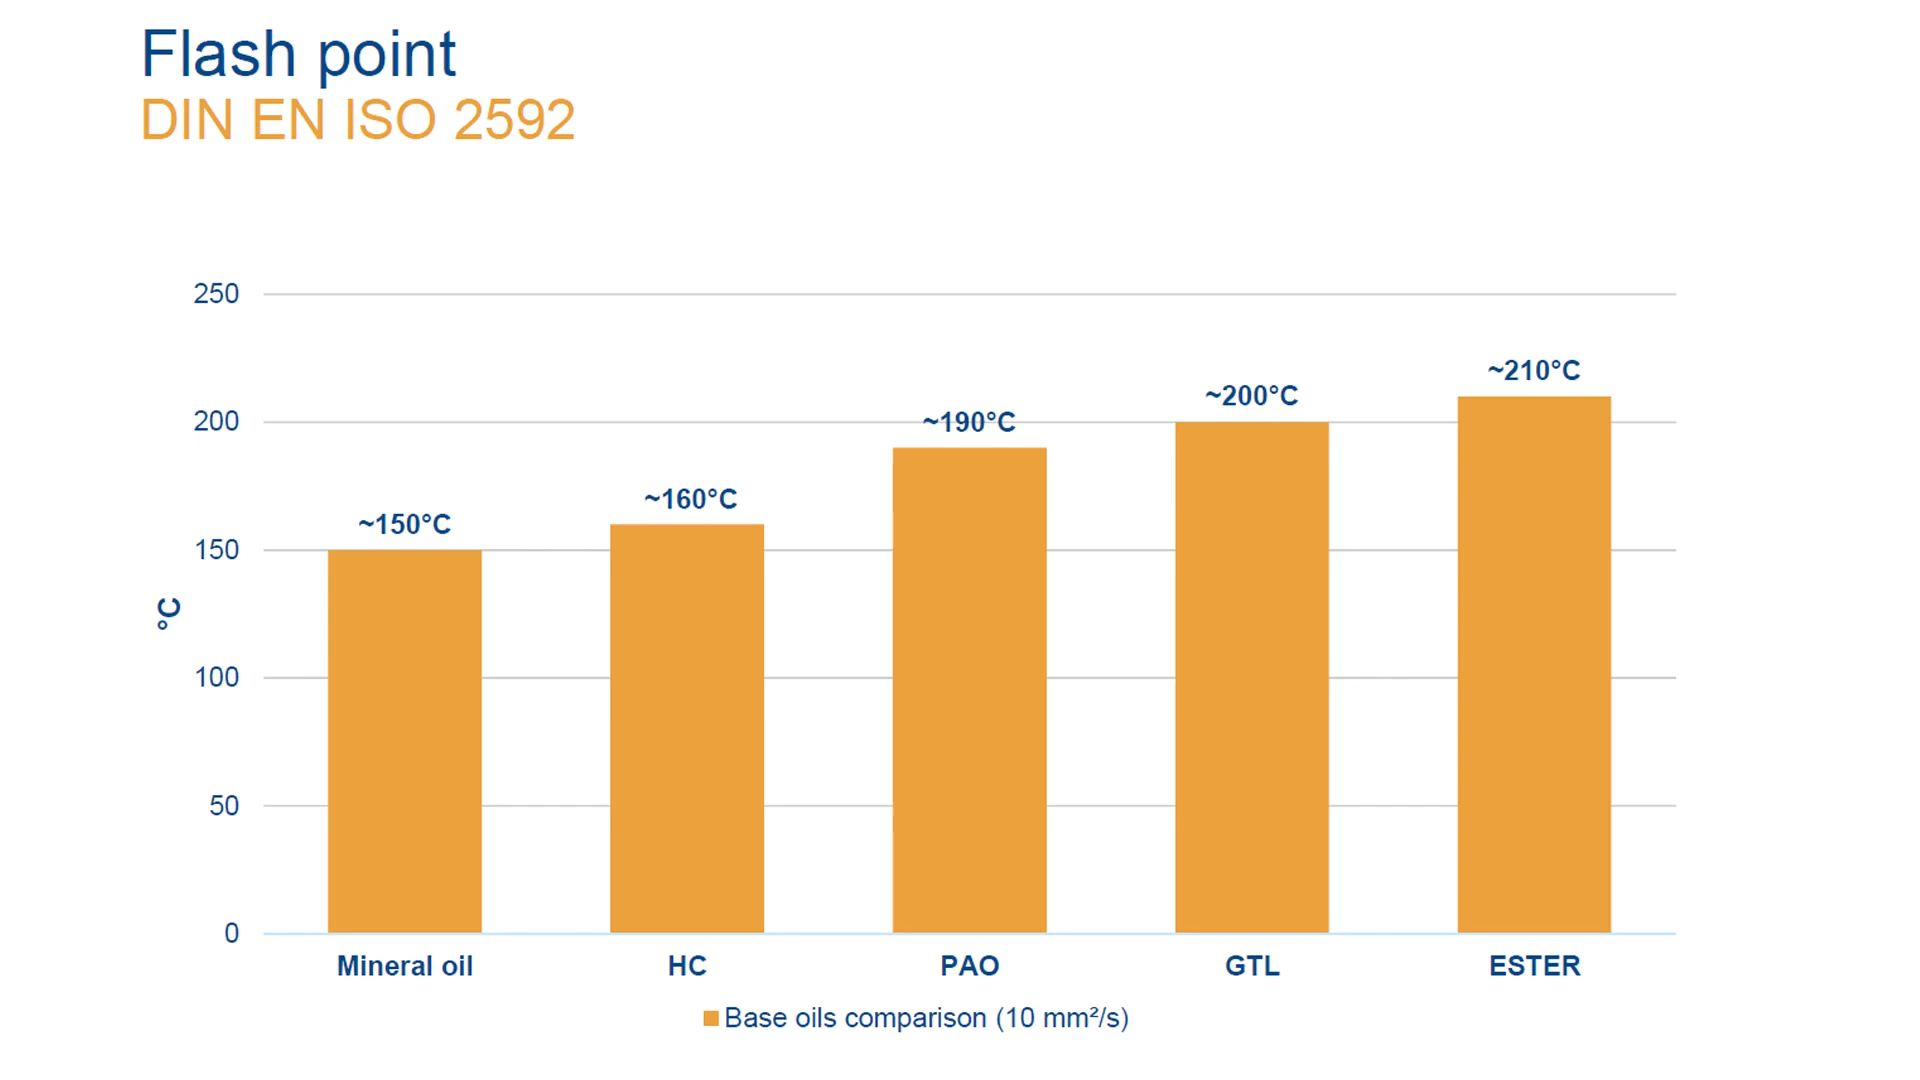 Flash point
DIN EN ISO 2592
250
200
150
100
50
0
°C
~150°C
~160°C
~190°C
~200°C
~210°C
Mineral oil
HC
PAO
GTL
ESTER
Base oils comparison (10 mm²/s)